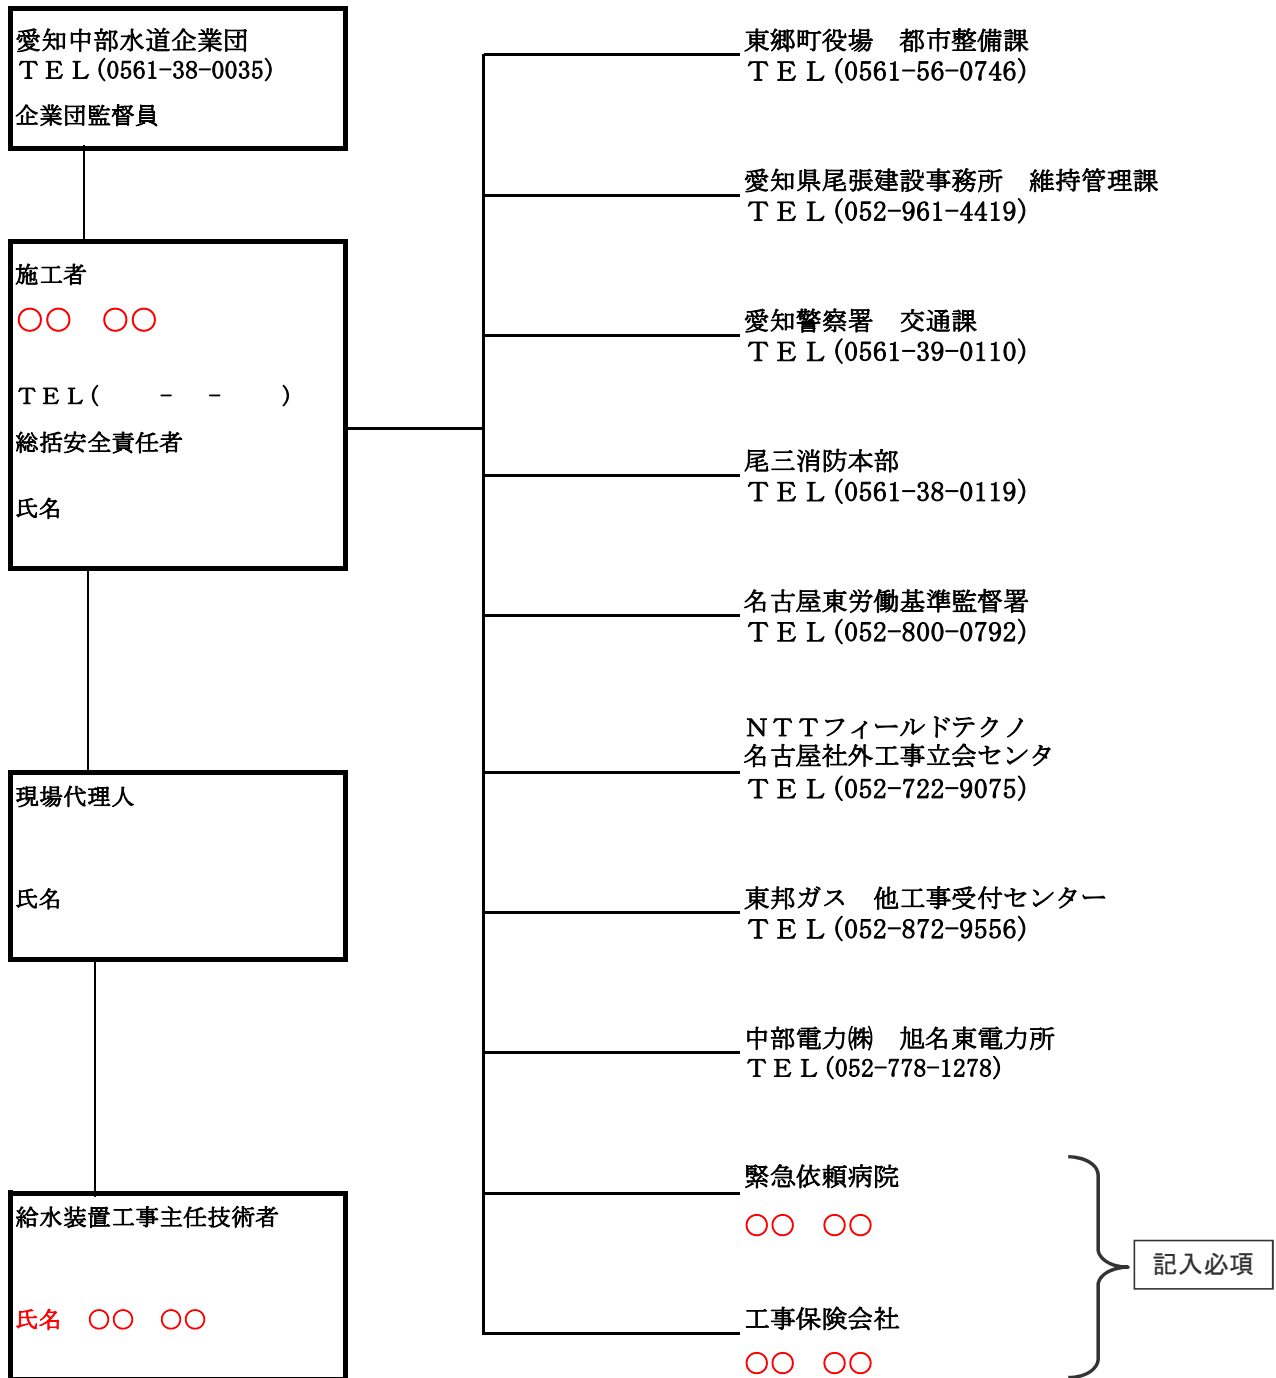 愛知中部水道企業団
ＴＥＬ(0561-38-0035)
企業団監督員
施工者
○○　○○
ＴＥＬ(　　-　-　　)
総括安全責任者
氏名
現場代理人
氏名
給水装置工事主任技術者
氏名　○○　○○
東郷町役場　都市整備課
ＴＥＬ(0561-56-0746)
愛知県尾張建設事務所　維持管理課
ＴＥＬ(052-961-4419)
愛知警察署　交通課
ＴＥＬ(0561-39-0110)
尾三消防本部
ＴＥＬ(0561-38-0119)
名古屋東労働基準監督署
ＴＥＬ(052-800-0792)
ＮＴＴフィールドテクノ
名古屋社外工事立会センタ
ＴＥＬ(052-722-9075)
東邦ガス　他工事受付センター
ＴＥＬ(052-872-9556)
中部電力㈱　旭名東電力所
ＴＥＬ(052-778-1278)
緊急依頼病院
○○　○○
工事保険会社
○○　○○
記入必項